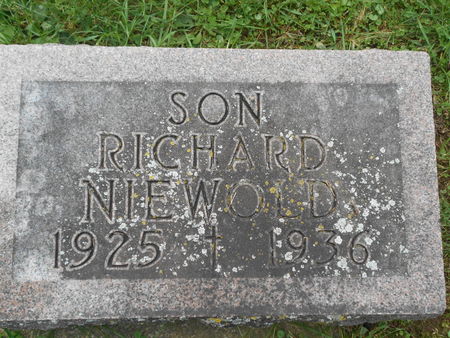 SON
RICHARD
NIEWOLD
1925 † 1936